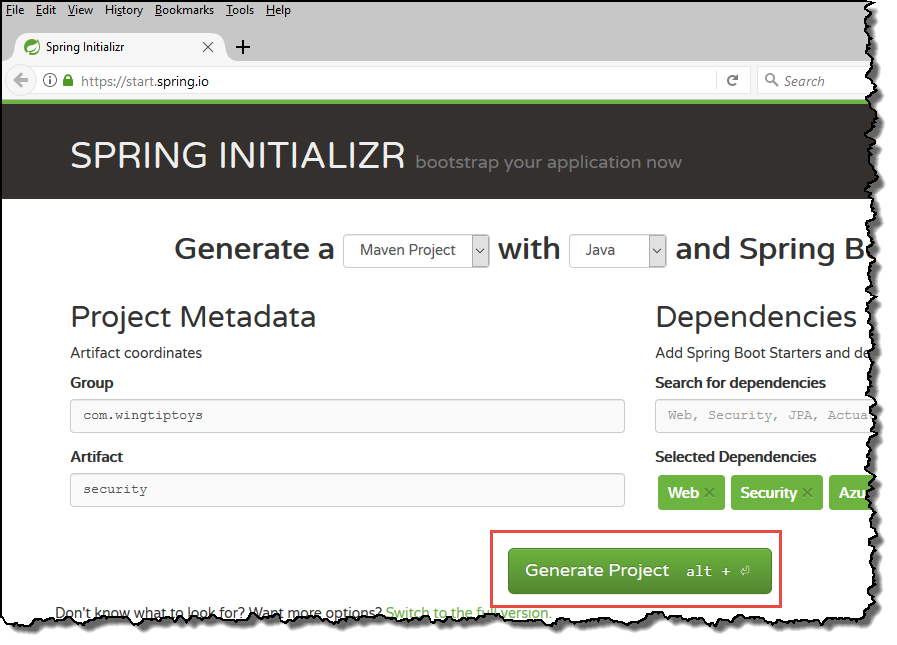 File Edit View History Bookmarks Tools Help
Spring Initializr
https://start.spring.io
Search
SPRING INITIALIZR bootstrap your application now
Generate a Maven Project with Java and Spring
Project Metadata
Artifact coordinates
Group
com.wingtiptoys
Artifact
security
Dependencies
Add Spring Boot Starters and
Search for dependencies
Web, Security, JPA,
Selected Dependencies
Web × Security ×
Generate Project alt + ⏎
Don't know what to look for? Want more options? Switch to the full version.